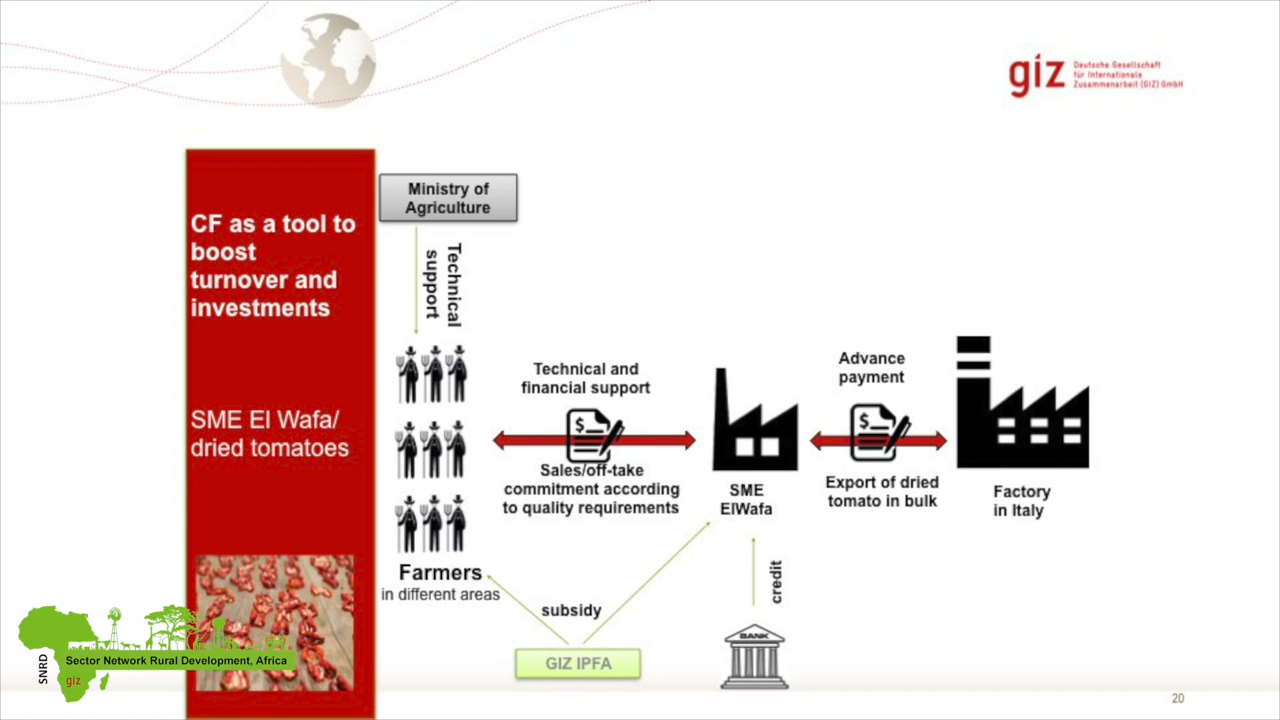 giz
Deutsche Gesellschaft
für Internationale
Zusammenarbeit (GIZ) GmbH
CF as a tool to
boost
turnover and
investments
SME El Wafa/
dried tomatoes
Ministry of
Agriculture
Technical
support
Farmers
in different areas
Technical and
financial support
$
Sales/off-take
commitment according
to quality requirements
SME
ElWafa
Advance
payment
$
Export of dried
tomato in bulk
Factory
in Italy
subsidy
GIZ IPFA
credit
BANK
SNRD
Sector Network Rural Development, Africa
giz
20